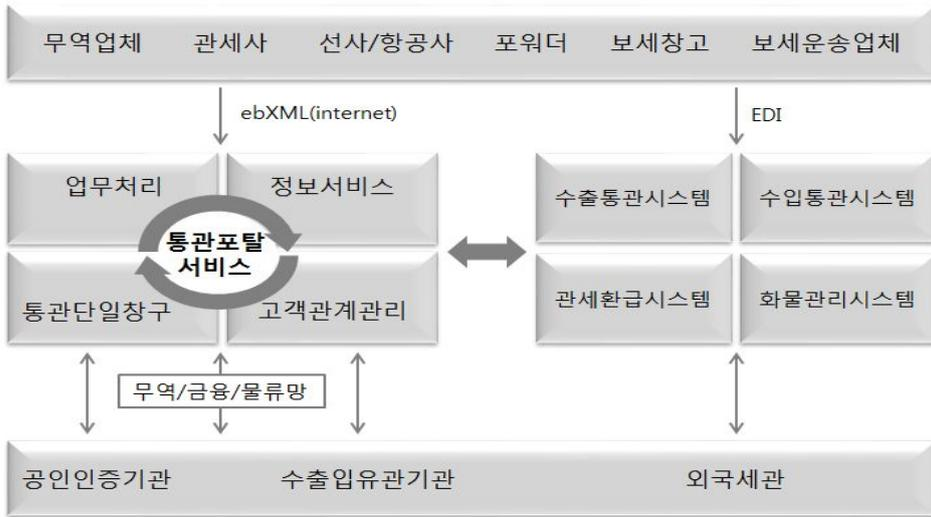 무역업체 관세사 선사/항공사 포워더 보세창고 보세운송업체
ebXML(internet) EDI
업무처리 정보서비스 수출통관시스템 수입통관시스템
통관포탈
서비스
통관단일창구 고객관계관리 관세환급시스템 화물관리시스템
무역/금융/물류망
공인인증기관 수출입유관기관 외국세관